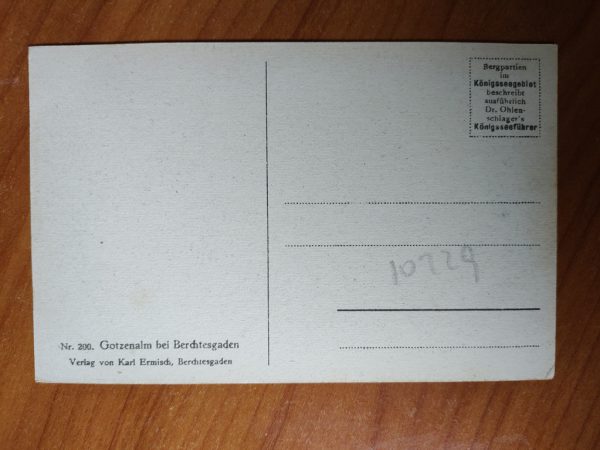 Bergpartien
im
Königsseegebiet
beschreibt
ausführlich
Dr. Ohlen-
schlager's
Königsseeführer
Nr. 200. Gotzenalm bei Berchtesgaden
Verlag von Karl Ermisch, Berchtesgaden